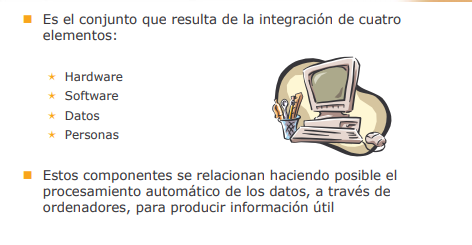 Es el conjunto que resulta de la integración de cuatro
elementos:
Hardware
Software
Datos
Personas
Estos componentes se relacionan haciendo posible el
procesamiento automático de los datos, a través de
ordenadores, para producir información útil